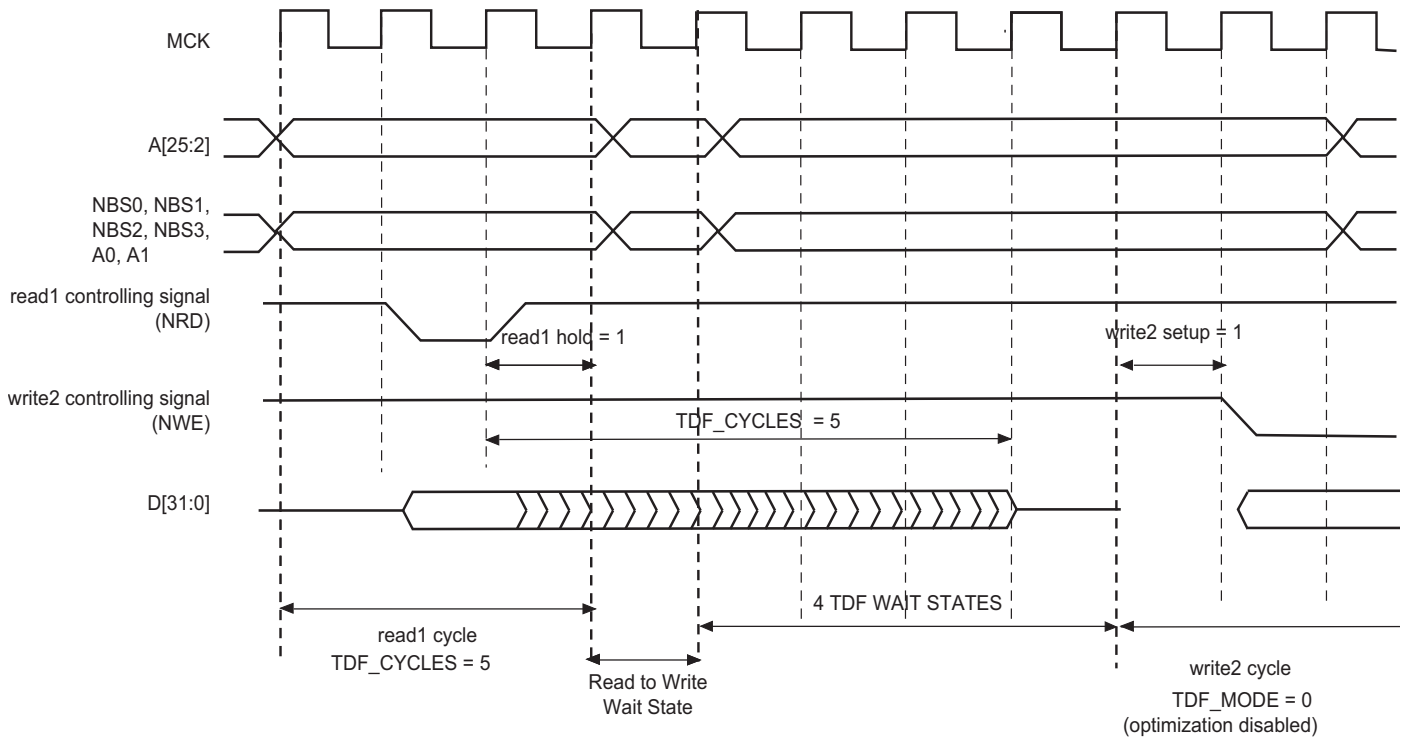 MCK
A[25:2]
NBS0, NBS1,
NBS2, NBS3,
A0, A1
read1 controlling signal
(NRD)
read1 hold = 1
write2 setup = 1
write2 controlling signal
(NWE)
TDF_CYCLES = 5
D[31:0]
4 TDF WAIT STATES
read1 cycle
TDF_CYCLES = 5
Read to Write
Wait State
write2 cycle
TDF_MODE = 0
(optimization disabled)